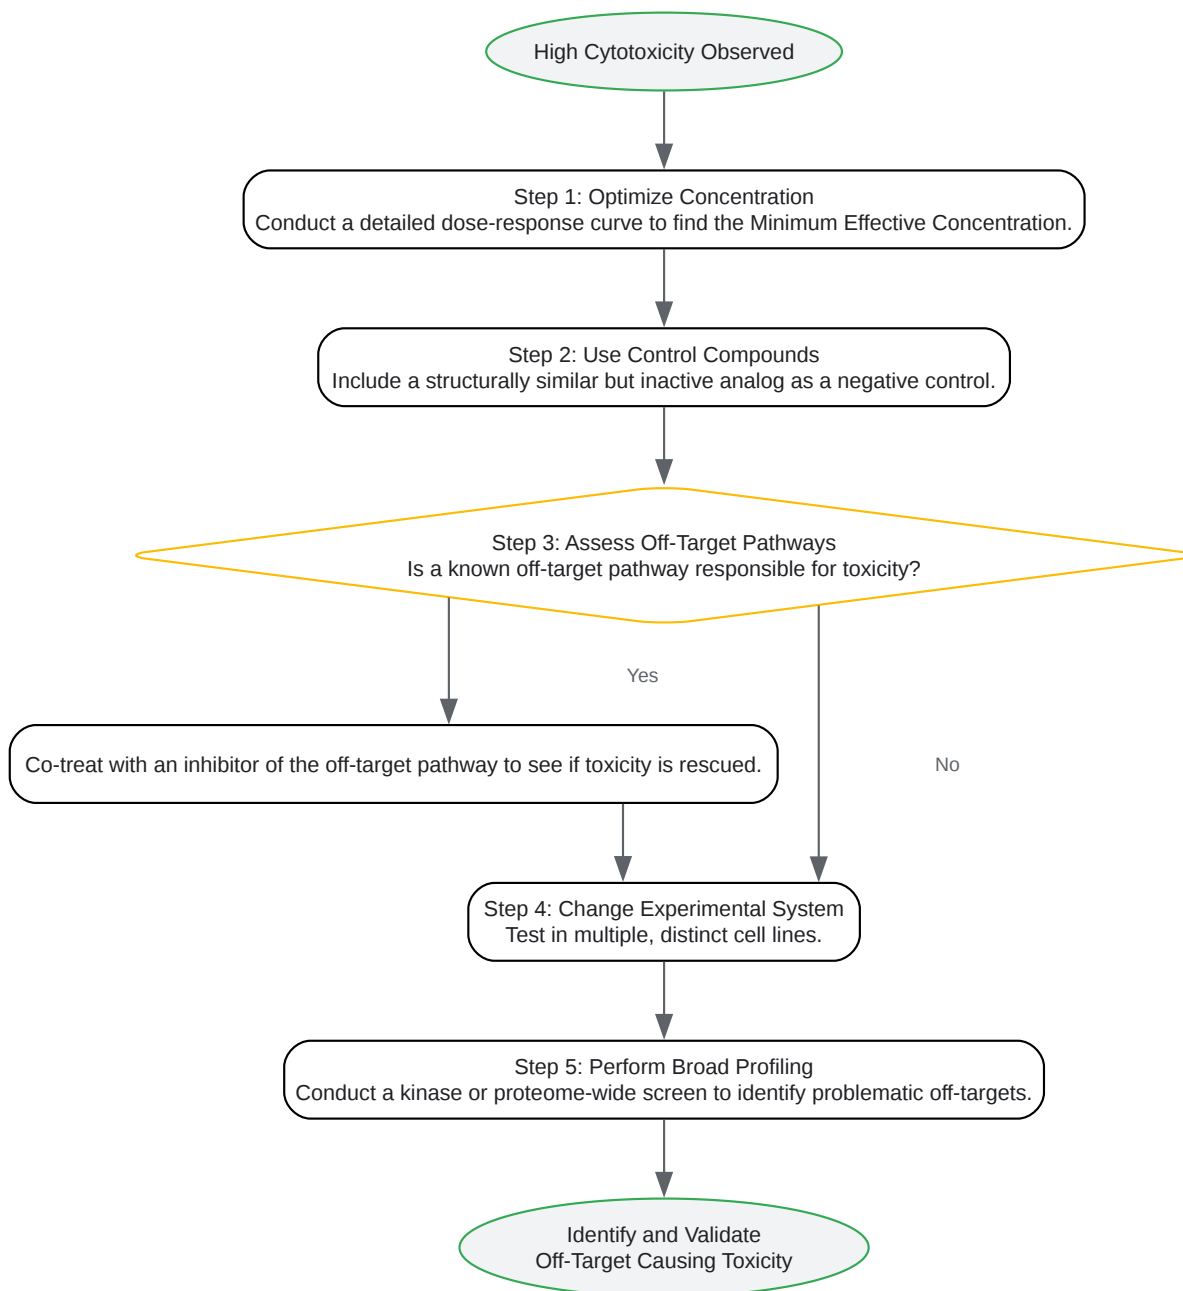 High Cytotoxicity Observed
Step 1: Optimize Concentration
Conduct a detailed dose-response curve to find the Minimum Effective Concentration.
Step 2: Use Control Compounds
Include a structurally similar but inactive analog as a negative control.
Step 3: Assess Off-Target Pathways
Is a known off-target pathway responsible for toxicity?
Yes
Co-treat with an inhibitor of the off-target pathway to see if toxicity is rescued.
No
Step 4: Change Experimental System
Test in multiple, distinct cell lines.
Step 5: Perform Broad Profiling
Conduct a kinase or proteome-wide screen to identify problematic off-targets.
Identify and Validate
Off-Target Causing Toxicity